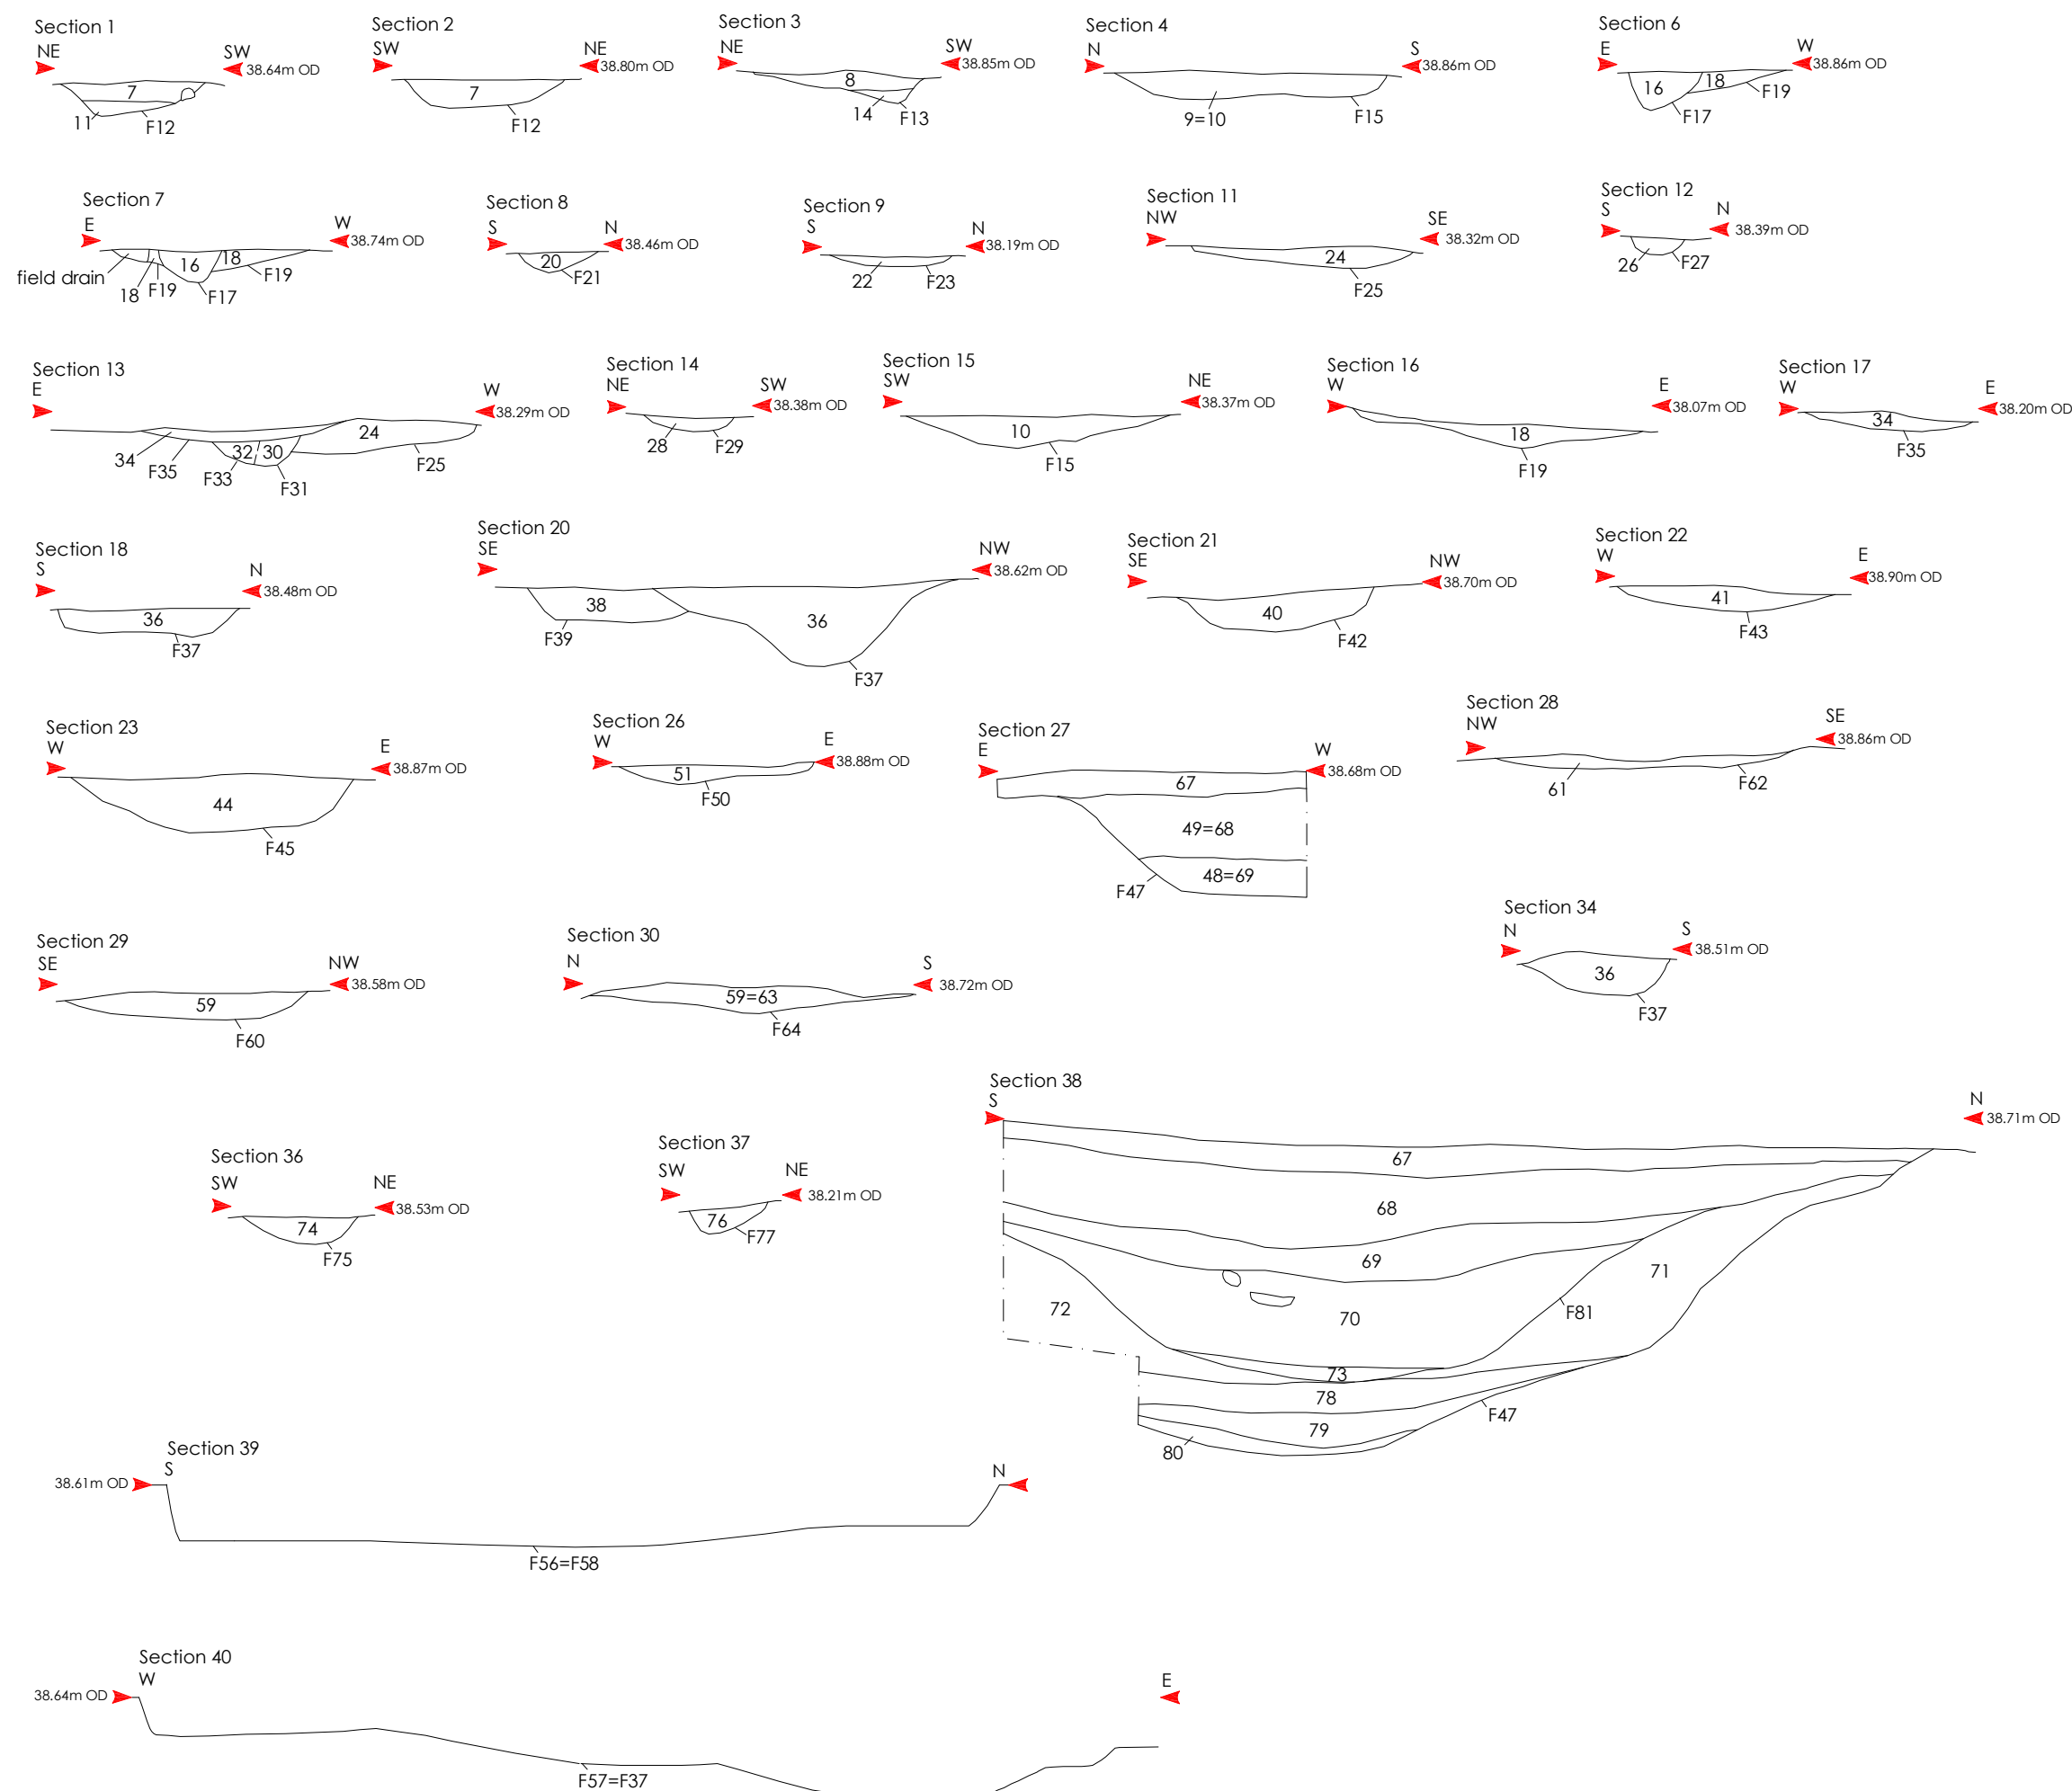 Section 1
NE
SW
38.64m OD
7
11
F12
Section 2
SW
NE
38.80m OD
7
F12
Section 3
NE
SW
38.85m OD
8
14
F13
Section 4
N
S
38.86m OD
9=10
F15
Section 6
E
W
38.86m OD
16
18
F19
F17
Section 7
E
W
38.74m OD
16
18
field drain
18
F19
F17
F19
Section 8
S
N
38.46m OD
20
F21
Section 9
S
N
38.19m OD
22
F23
Section 11
NW
SE
38.32m OD
24
F25
Section 12
S
N
38.39m OD
26
F27
Section 13
E
W
38.29m OD
24
34
32
30
F35
F33
F31
F25
Section 14
NE
SW
38.38m OD
28
F29
Section 15
SW
NE
38.37m OD
10
F15
Section 16
W
E
38.07m OD
18
F19
Section 17
W
E
38.20m OD
34
F35
Section 18
S
N
38.48m OD
36
F37
Section 20
SE
NW
38.62m OD
38
36
F39
F37
Section 21
SE
NW
38.70m OD
40
F42
Section 22
W
E
38.90m OD
41
F43
Section 23
W
E
38.87m OD
44
F45
Section 26
W
E
38.88m OD
51
F50
Section 27
E
W
38.68m OD
67
49=68
48=69
F47
Section 28
NW
SE
38.86m OD
61
F62
Section 29
SE
NW
38.58m OD
59
F60
Section 30
N
S
38.72m OD
59=63
F64
Section 34
N
S
38.51m OD
36
F37
Section 36
SW
NE
38.53m OD
74
F75
Section 37
SW
NE
38.21m OD
76
F77
Section 38
S
N
38.71m OD
67
68
69
71
72
70
F81
73
78
F47
79
80
Section 39
S
N
38.61m OD
F56=F58
Section 40
W
E
38.64m OD
F57=F37